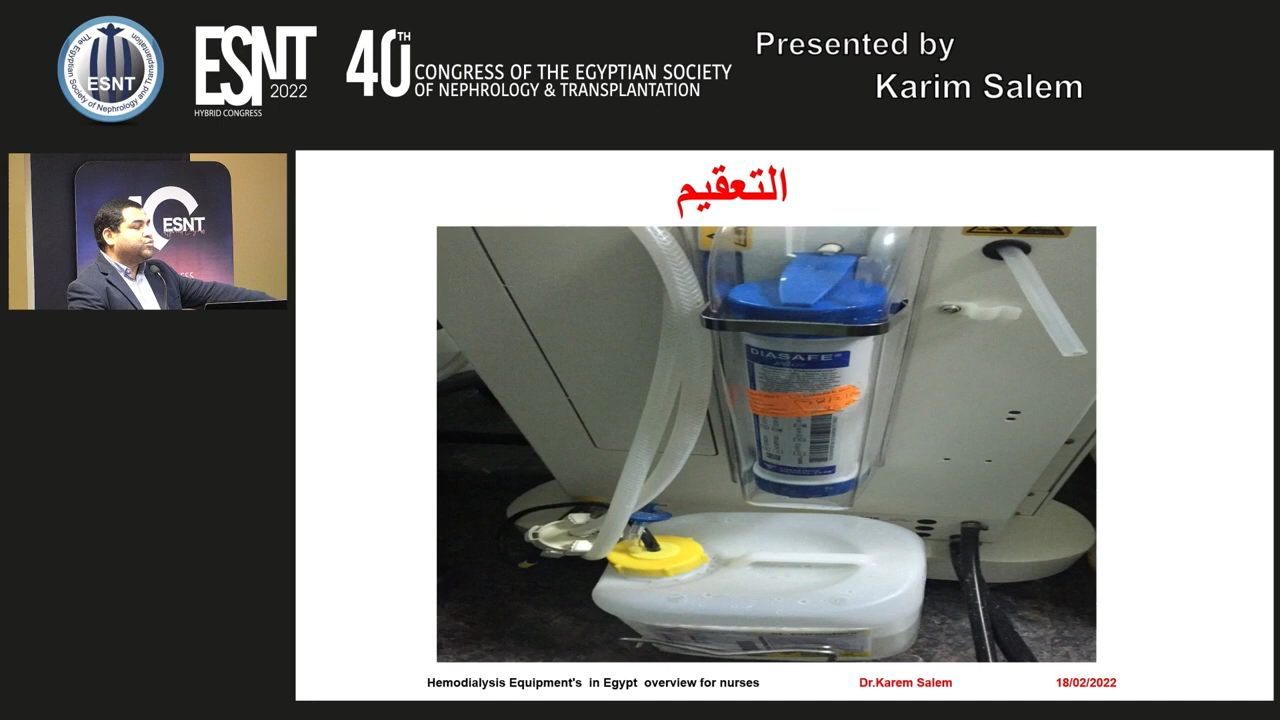 The Egyptian Society of Nephrology and Transplantation
ESNT
ESNT
2022
HYBRID CONGRESS
40TH
CONGRESS OF THE EGYPTIAN SOCIETY
OF NEPHROLOGY & TRANSPLANTATION
Presented by
Karim Salem
ESNT
التعقيم
DIASAFE
plus
Hemodialysis Equipment's in Egypt overview for nurses
Dr.Karem Salem
18/02/2022